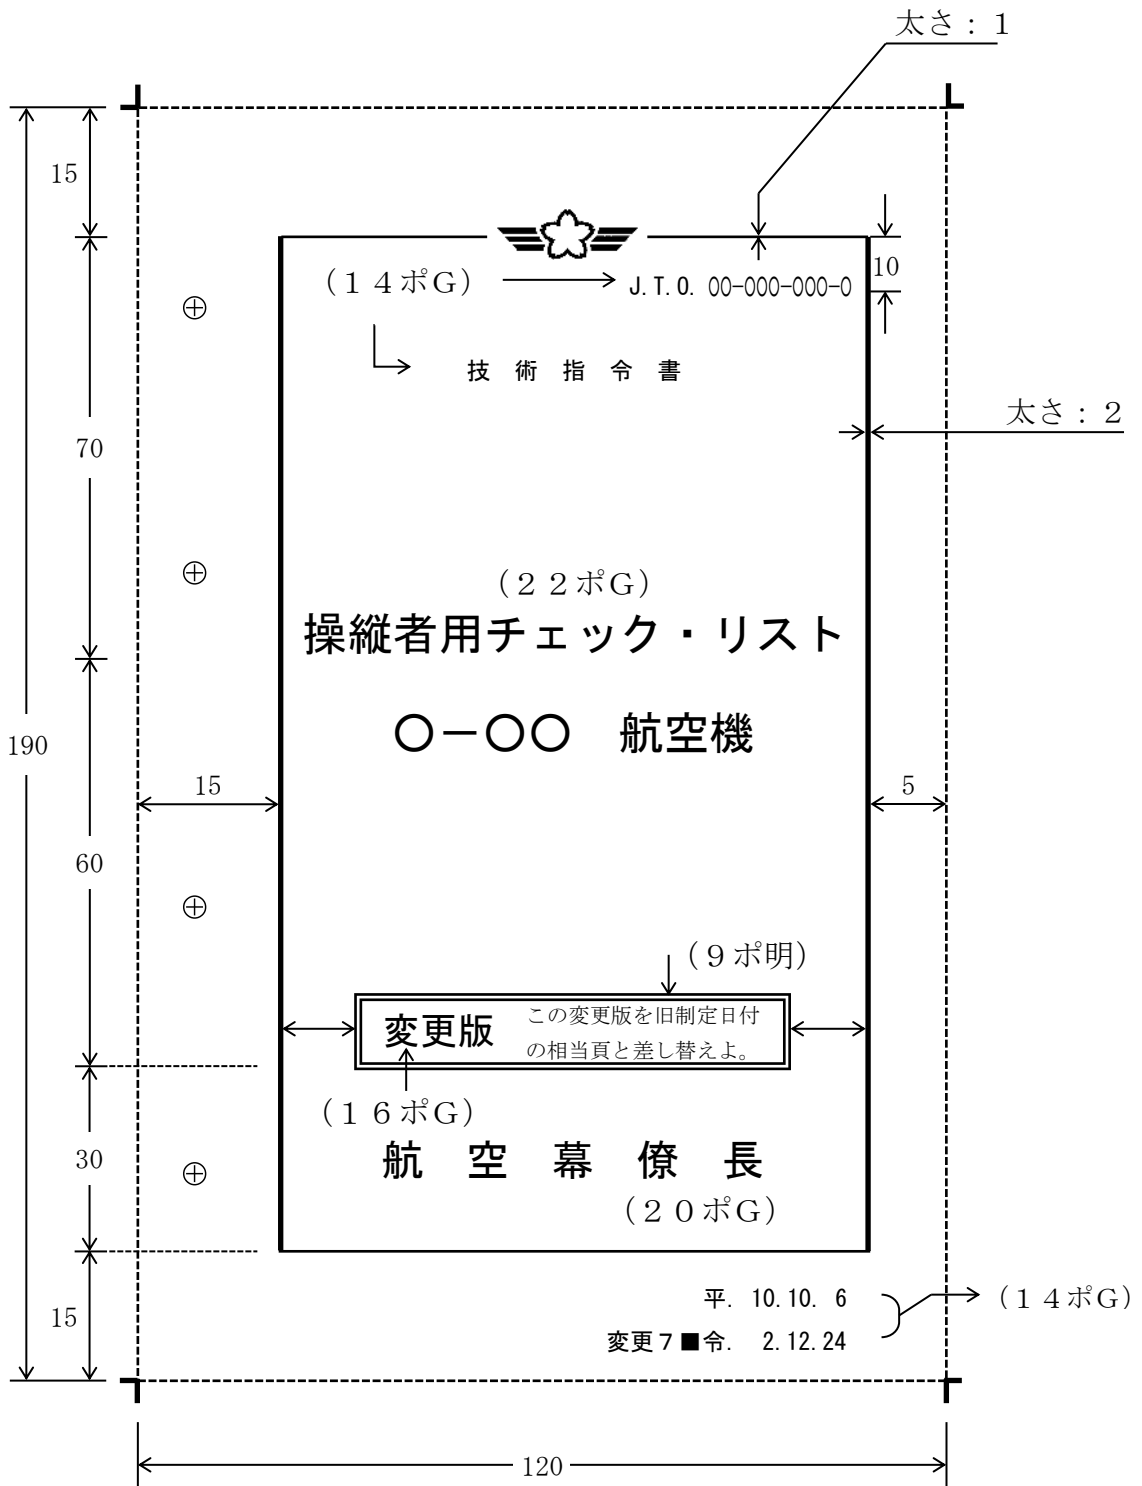 太さ：１
15
10
（１４ポＧ）
J.T.O. 00-000-000-0
技　術　指　令　書
太さ：２
70
（２２ポＧ）
操縦者用チェック・リスト
〇－〇〇　航空機
190
15
5
60
（９ポ明）
変更版
この変更版を旧制定日付
の相当頁と差し替えよ。
（１６ポＧ）
航　空　幕　僚　長
30
（２０ポＧ）
平. 10.10. 6
（１４ポＧ）
15
変更７■令. 2.12.24
120